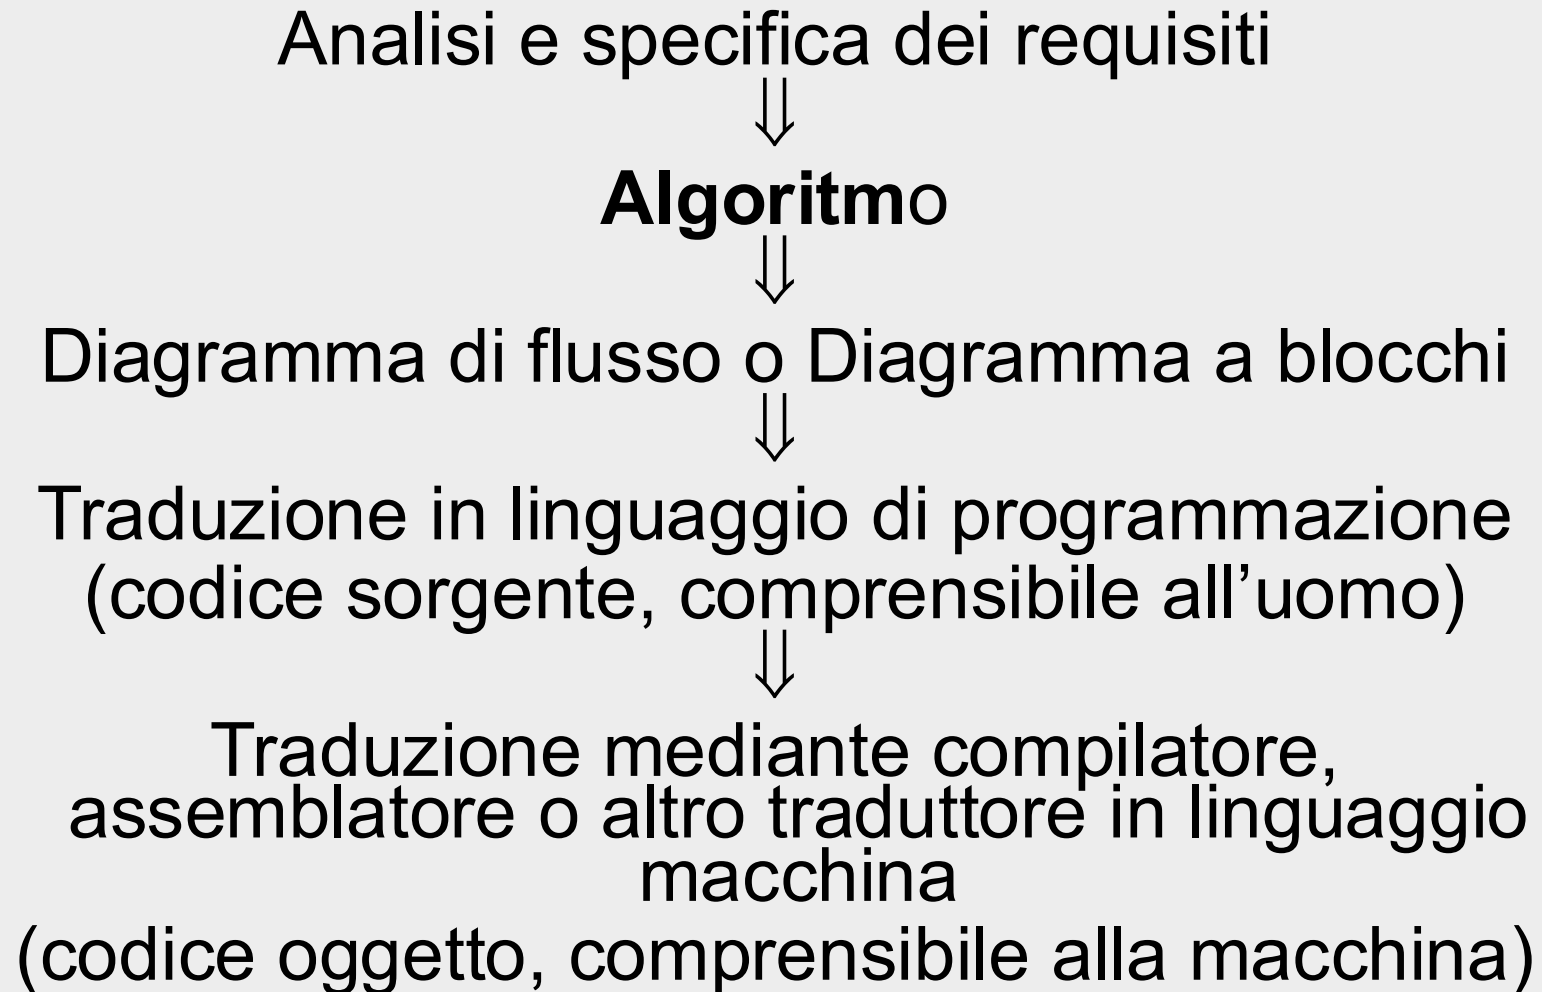 Analisi e specifica dei requisiti
⇓
Algoritmo
⇓
Diagramma di flusso o Diagramma a blocchi
⇓
Traduzione in linguaggio di programmazione
(codice sorgente, comprensibile all’uomo)
⇓
Traduzione mediante compilatore,
assemblatore o altro traduttore in linguaggio
macchina
(codice oggetto, comprensibile alla macchina)